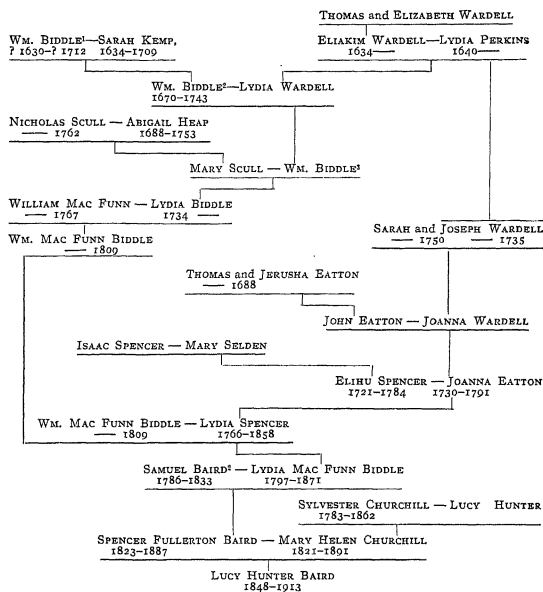 Thomas and Elizabeth Wardell
Wm. Biddle¹—Sarah Kemp,
? 1630-? 1712 1634-1709
Eliakim Wardell—Lydia Perkins
1634— 1640—
Wm. Biddle²—Lydia Wardell
1670-1743
Nicholas Scull — Abigail Heap
— 1762 1688-1753
Mary Scull — Wm. Biddle³
William Mac Funn — Lydia Biddle
— 1767 1734 —
Wm. Mac Funn Biddle
— 1809
Sarah and Joseph Wardell
— 1750 — 1735
Thomas and Jerusha Eatton
— 1688
John Eatton — Joanna Wardell
Isaac Spencer — Mary Selden
Elihu Spencer — Joanna Eatton
1721-1784 1730-1791
Wm. Mac Funn Biddle — Lydia Spencer
— 1809 1766-1858
Samuel Baird² — Lydia Mac Funn Biddle
1786-1833 1797-1871
Sylvester Churchill — Lucy Hunter
1783-1862
Spencer Fullerton Baird — Mary Helen Churchill
1823-1887 1821-1891
Lucy Hunter Baird
1848-1913